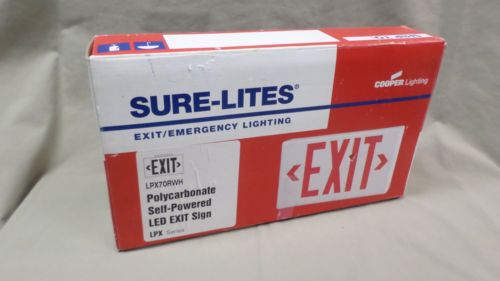 SURE-LITES®
EXIT/EMERGENCY LIGHTING
COOPER Lighting
EXIT
LPX70RWH
Polycarbonate
Self-Powered
LED EXIT Sign
LPX Series
EXIT